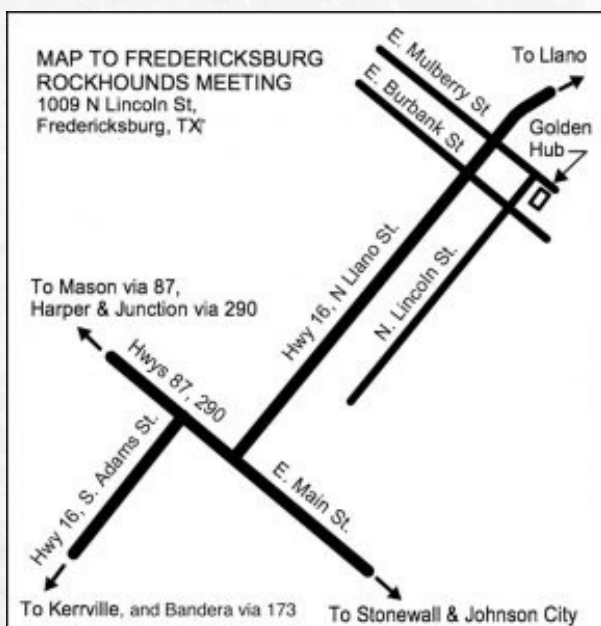 MAP TO FREDERICKSBURG
ROCKHOUNDS MEETING
1009 N Lincoln St,
Fredericksburg, TX
E. Mulberry St
E. Burbank St
To Llano
Golden
Hub
Hwy 16, N Llano St.
N. Lincoln St.
To Mason via 87,
Harper & Junction via 290
Hwys 87, 290
Hwy 16, S. Adams St.
E. Main St.
To Kerrville, and Bandera via 173
To Stonewall & Johnson City